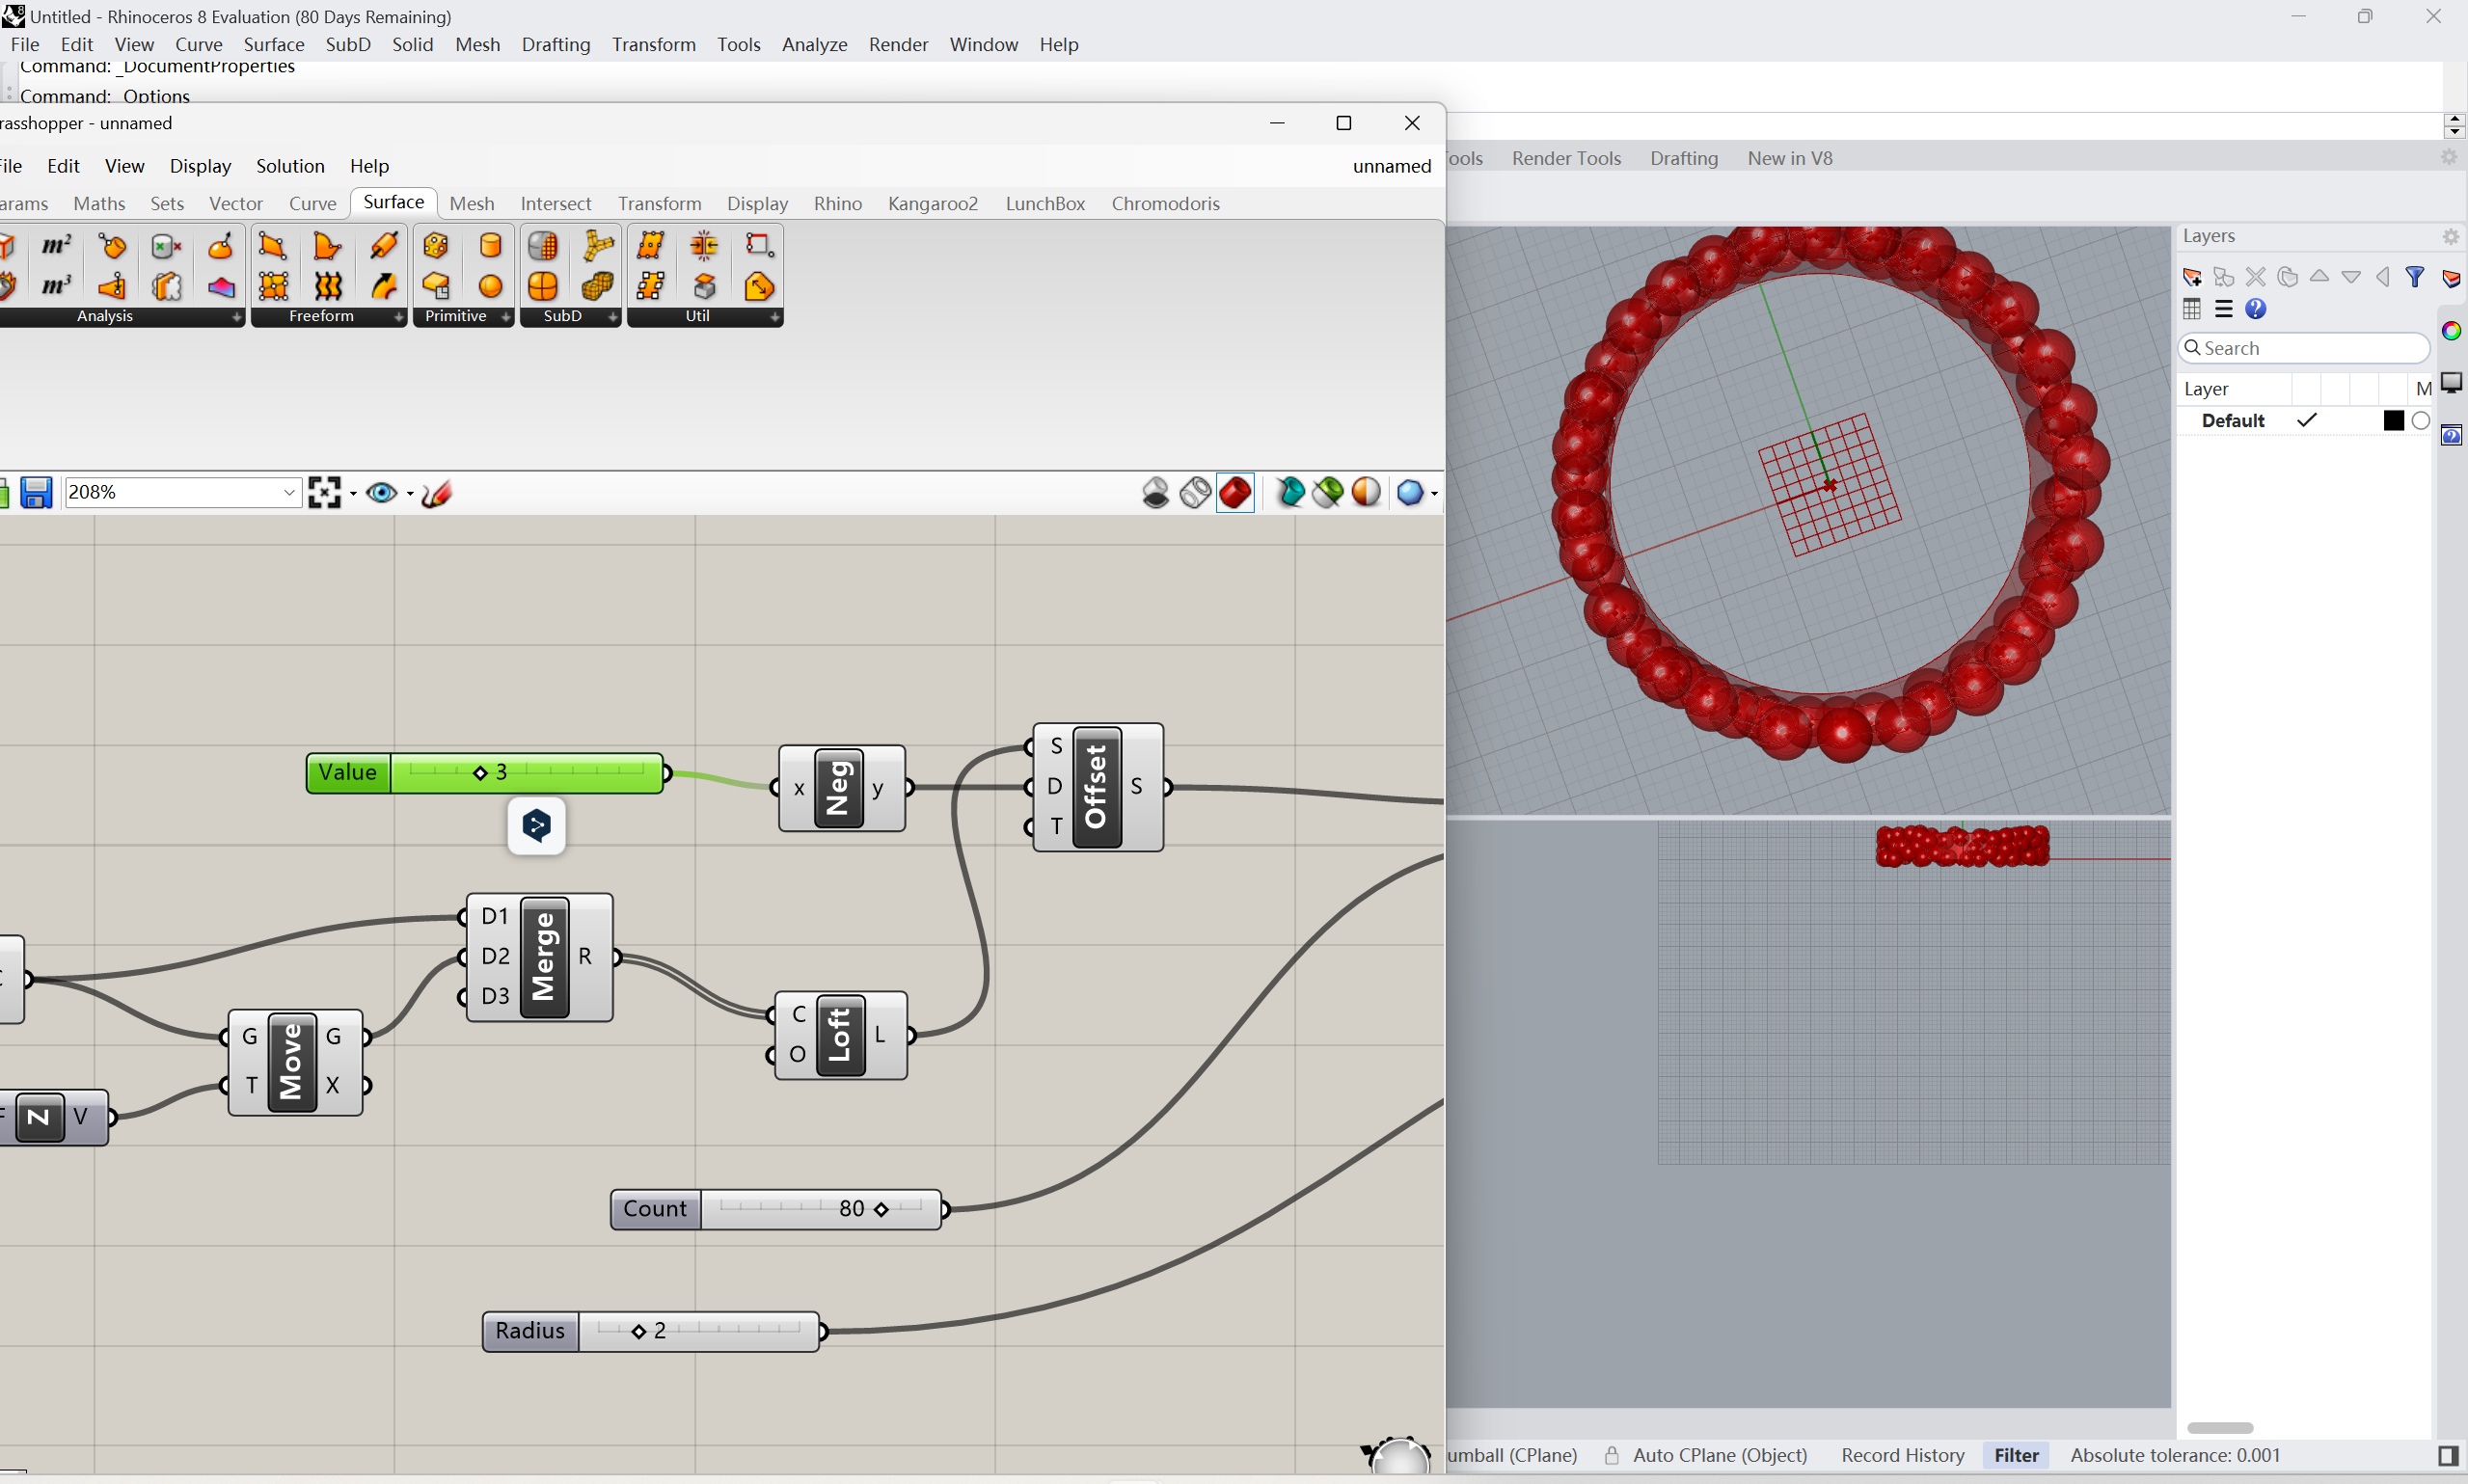 Untitled - Rhinoceros 8 Evaluation (80 Days Remaining)
File Edit View Curve Surface SubD Solid Mesh Drafting Transform Tools Analyze Render Window Help
Command: _DocumentProperties
Command: _Options
rasshopper - unnamed
File Edit View Display Solution Help unnamed
ools Render Tools Drafting New in V8
arams Maths Sets Vector Curve Surface Mesh Intersect Transform Display Rhino Kangaroo2 LunchBox Chromodoris
m²
m³
Analysis Freeform Primitive SubD Util
Layers
Search
Layer M
Default
208%
Value 3
x Neg y
S D T Offset S
D1 D2 D3 Merge R
G T Move G X
C O Loft L
F Z V
Count 80
Radius 2
umball (CPlane) Auto CPlane (Object) Record History Filter Absolute tolerance: 0.001